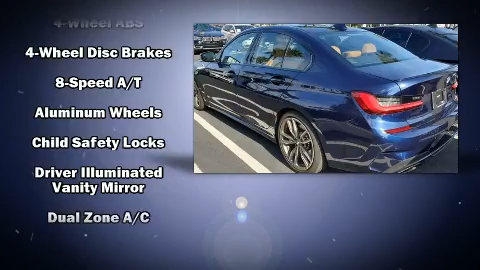 4-Wheel ABS
4-Wheel Disc Brakes
8-Speed A/T
Aluminum Wheels
Child Safety Locks
Driver Illuminated
Vanity Mirror
Dual Zone A/C